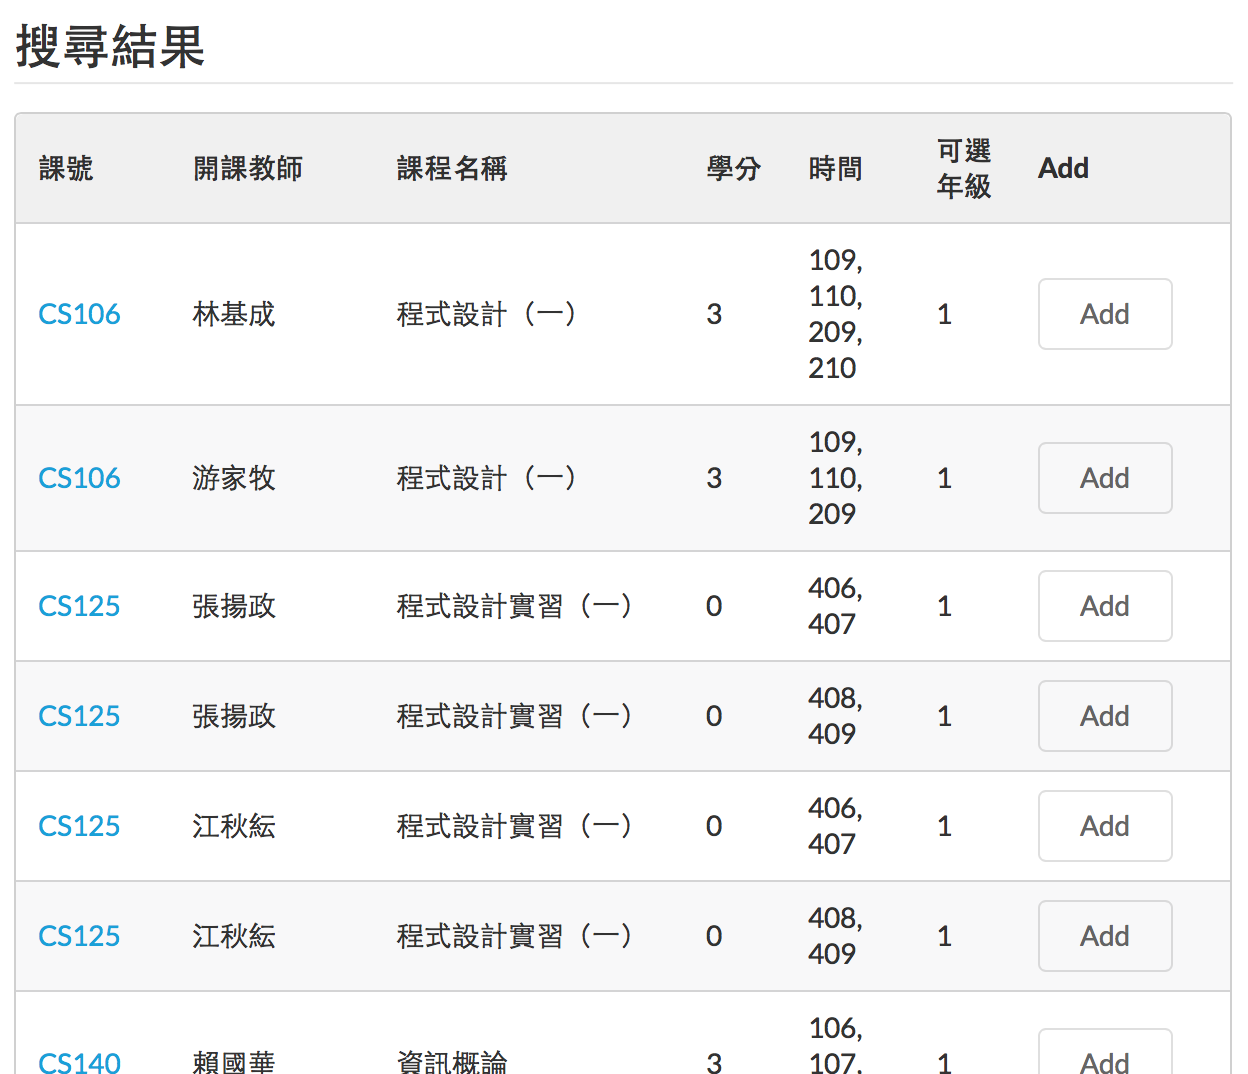 搜尋結果
課號 開課教師 課程名稱 學分 時間 可選年級 Add
CS106 林基成 程式設計（一） 3 109, 110, 209, 210 1 Add
CS106 游家牧 程式設計（一） 3 109, 110, 209 1 Add
CS125 張揚政 程式設計實習（一） 0 406, 407 1 Add
CS125 張揚政 程式設計實習（一） 0 408, 409 1 Add
CS125 江秋紜 程式設計實習（一） 0 406, 407 1 Add
CS125 江秋紜 程式設計實習（一） 0 408, 409 1 Add
CS140 賴國華 資訊概論 3 106, 107, 1 Add